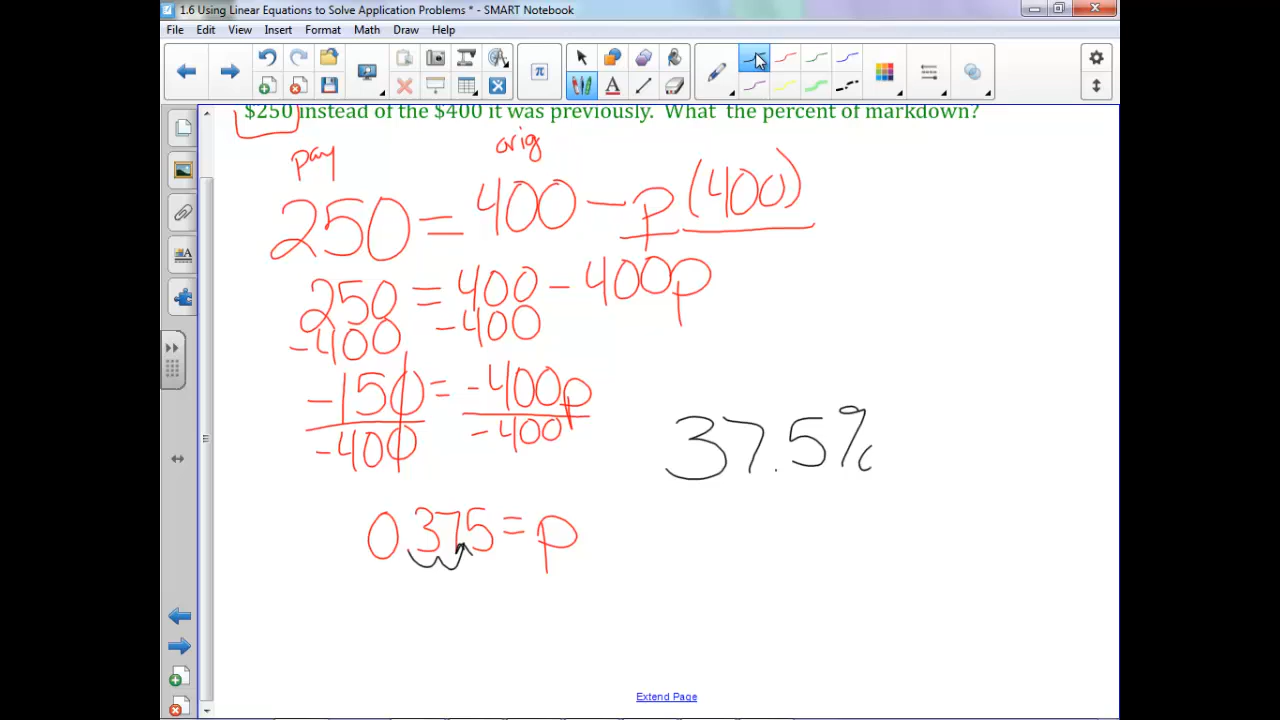 1.6 Using Linear Equations to Solve Application Problems * - SMART Notebook
File Edit View Insert Format Math Draw Help
$250 instead of the $400 it was previously. What the percent of markdown?
pay orig
250 = 400 - p(400)
250 = 400 - 400p
-400 -400
-150 = -400p
-400 -400
37.5%
0.375 = p
Extend Page